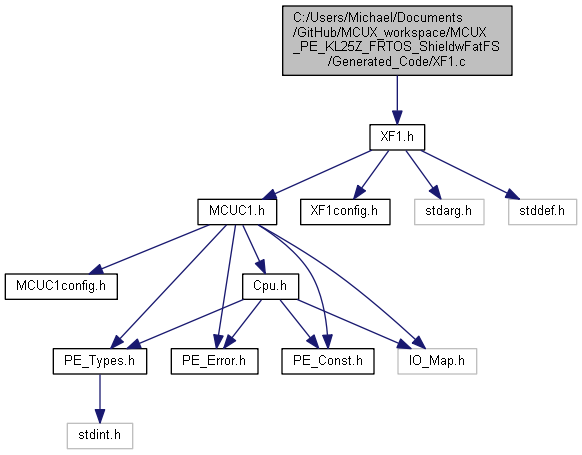 C:/Users/Michael/Documents
/GitHub/MCUX_workspace/MCUX
_PE_KL25Z_FRTOS_ShieldwFatFS
/Generated_Code/XF1.c
XF1.h
MCUC1.h
XF1config.h
stdarg.h
stddef.h
MCUC1config.h
Cpu.h
PE_Types.h
PE_Error.h
PE_Const.h
IO_Map.h
stdint.h